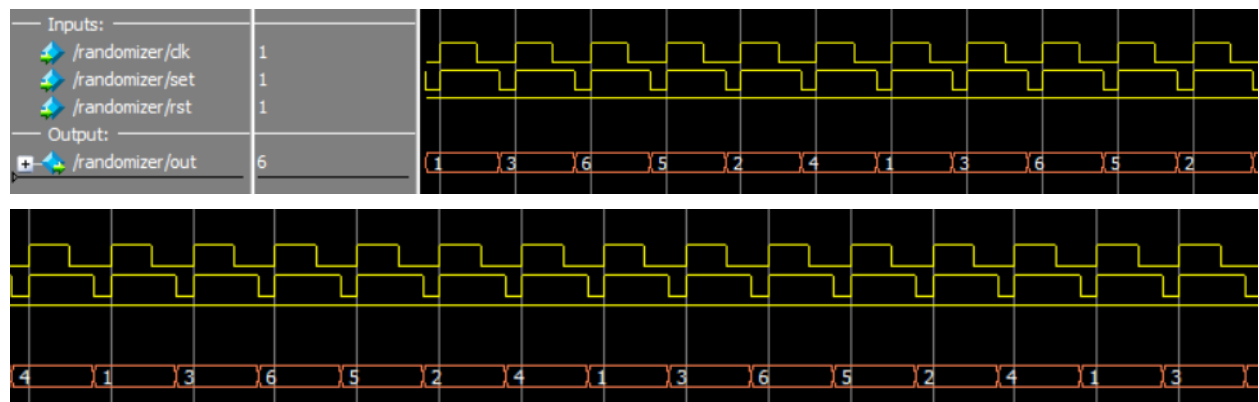 Inputs:
/randomizer/clk 1
/randomizer/set 1
/randomizer/rst 1
Output:
/randomizer/out 6 1 3 6 5 2 4 1 3 6 5 2
4 1 3 6 5 2 4 1 3 6 5 2 4 1 3